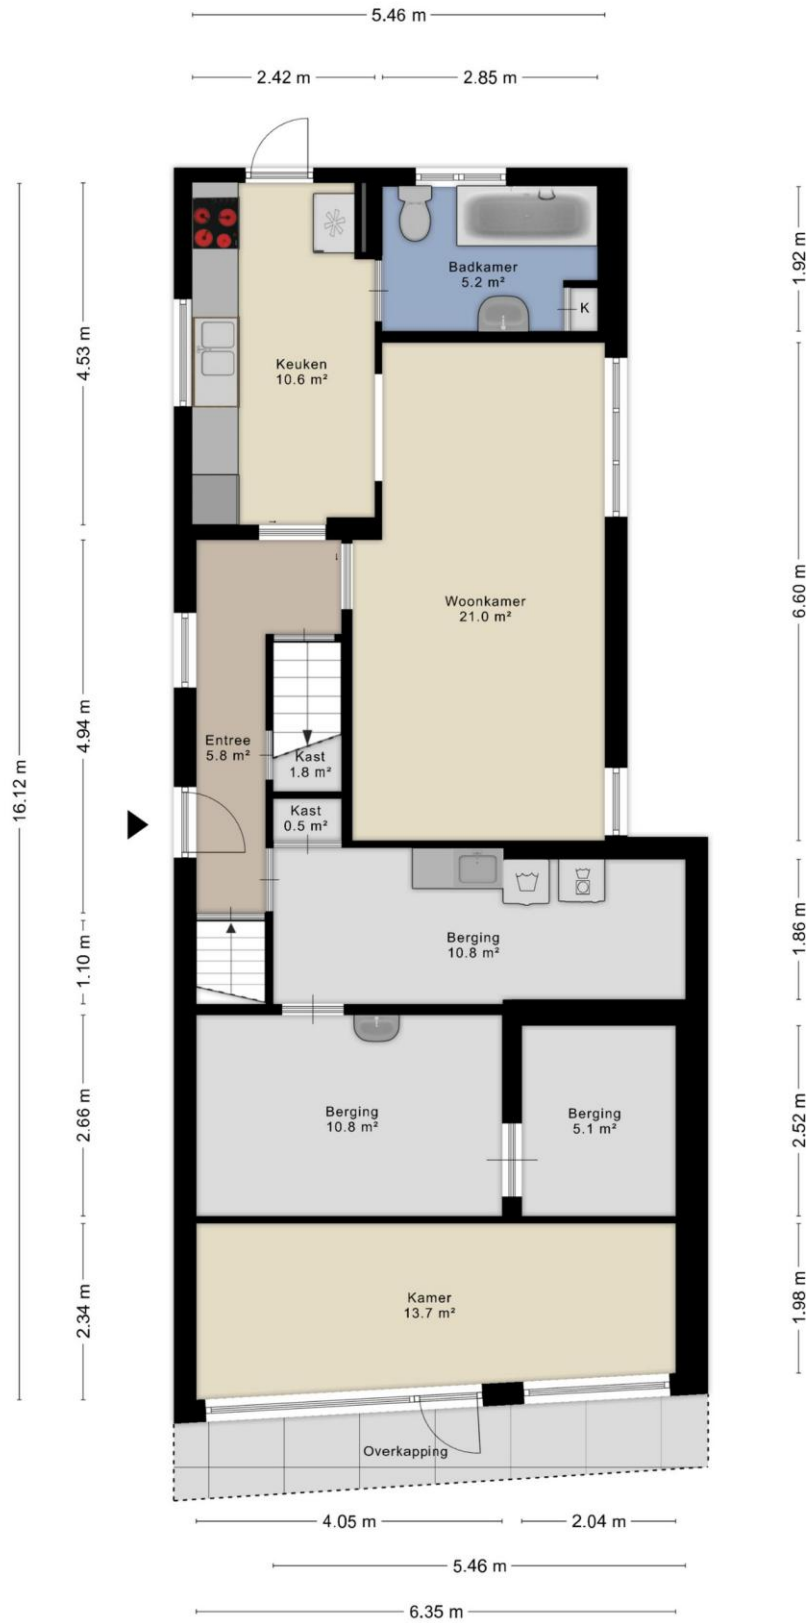 5.46 m
2.42 m
2.85 m
Badkamer
5.2 m²
K
1.92 m
4.53 m
Keuken
10.6 m²
Woonkamer
21.0 m²
6.60 m
16.12 m
4.94 m
Entree
5.8 m²
Kast
1.8 m²
Kast
0.5 m²
Berging
10.8 m²
1.86 m
1.10 m
Berging
10.8 m²
Berging
5.1 m²
2.66 m
2.52 m
Kamer
13.7 m²
2.34 m
1.98 m
Overkapping
4.05 m
2.04 m
5.46 m
6.35 m